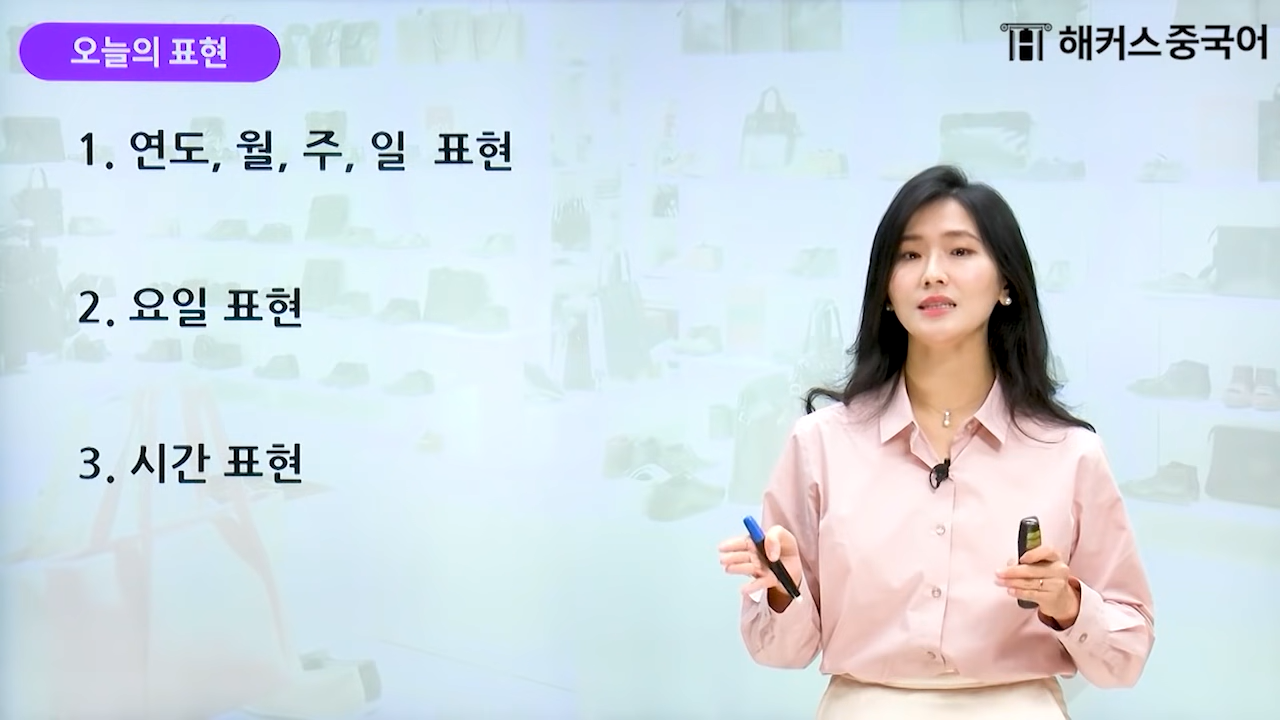 오늘의 표현
해커스중국어
1. 연도, 월, 주, 일 표현
2. 요일 표현
3. 시간 표현